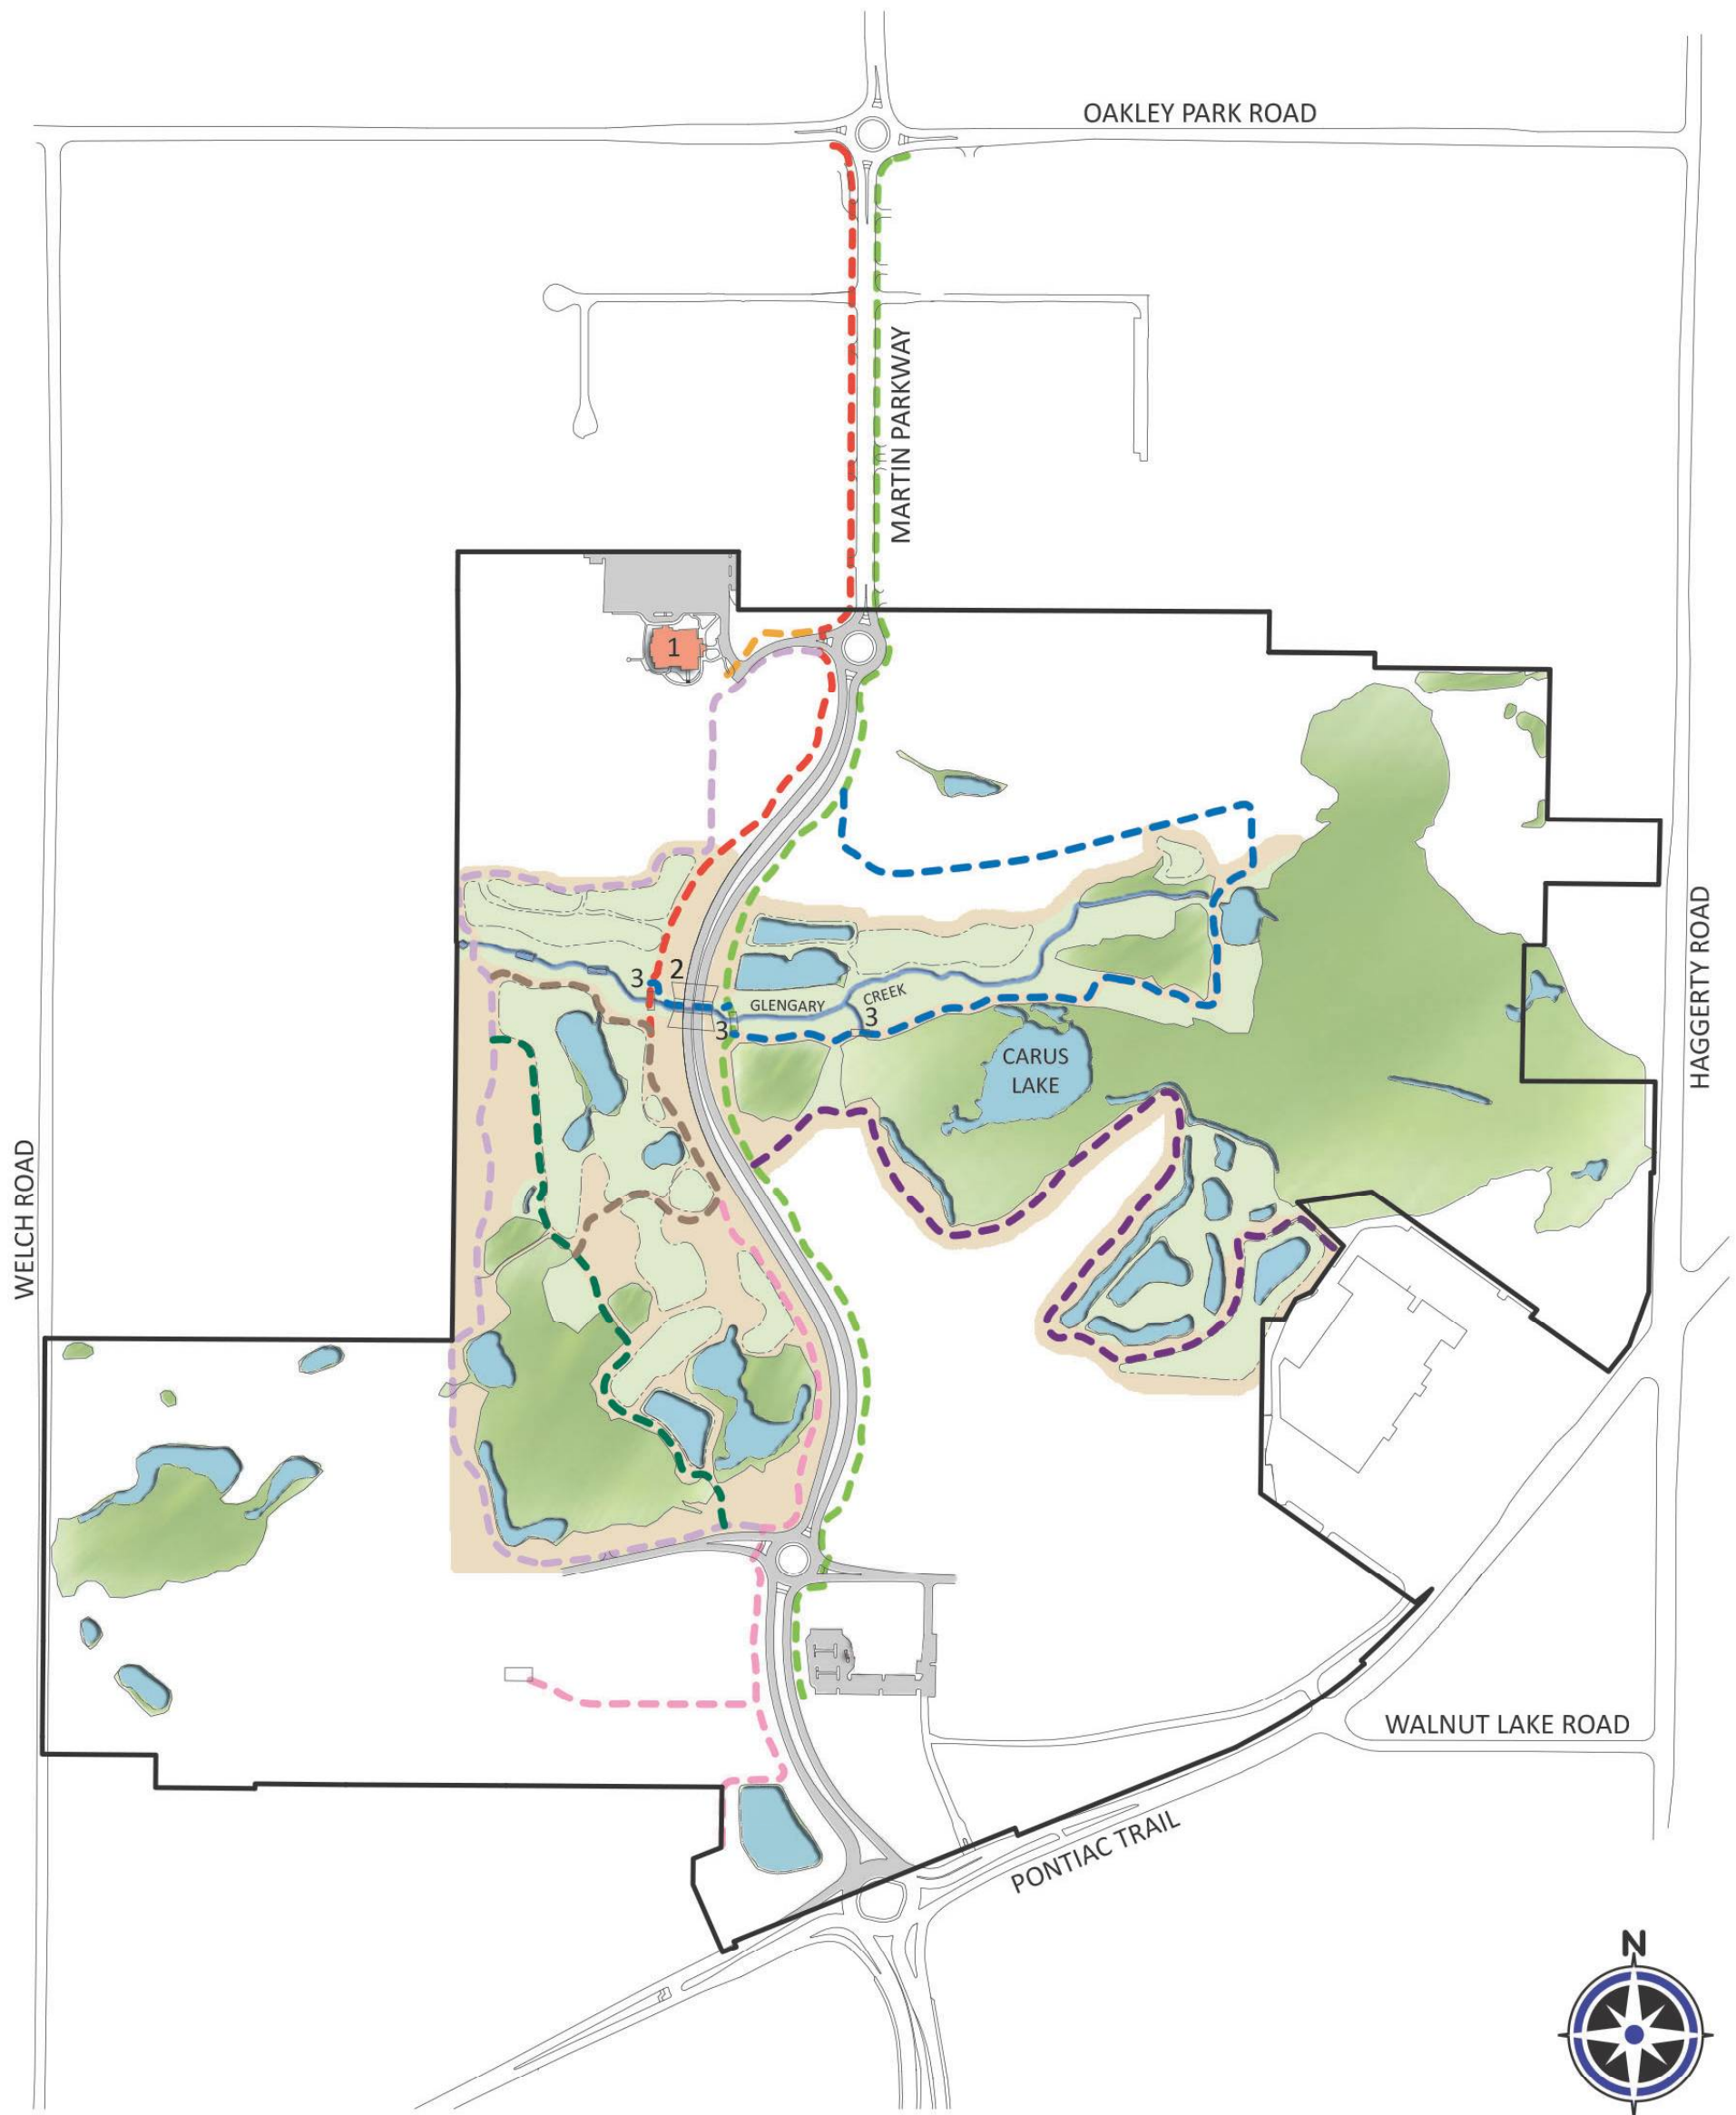 OAKLEY PARK ROAD
MARTIN PARKWAY
1
HAGGERTY ROAD
3
2
GLENGARY
CREEK
3
3
CARUS
LAKE
WELCH ROAD
WALNUT LAKE ROAD
PONTIAC TRAIL
N